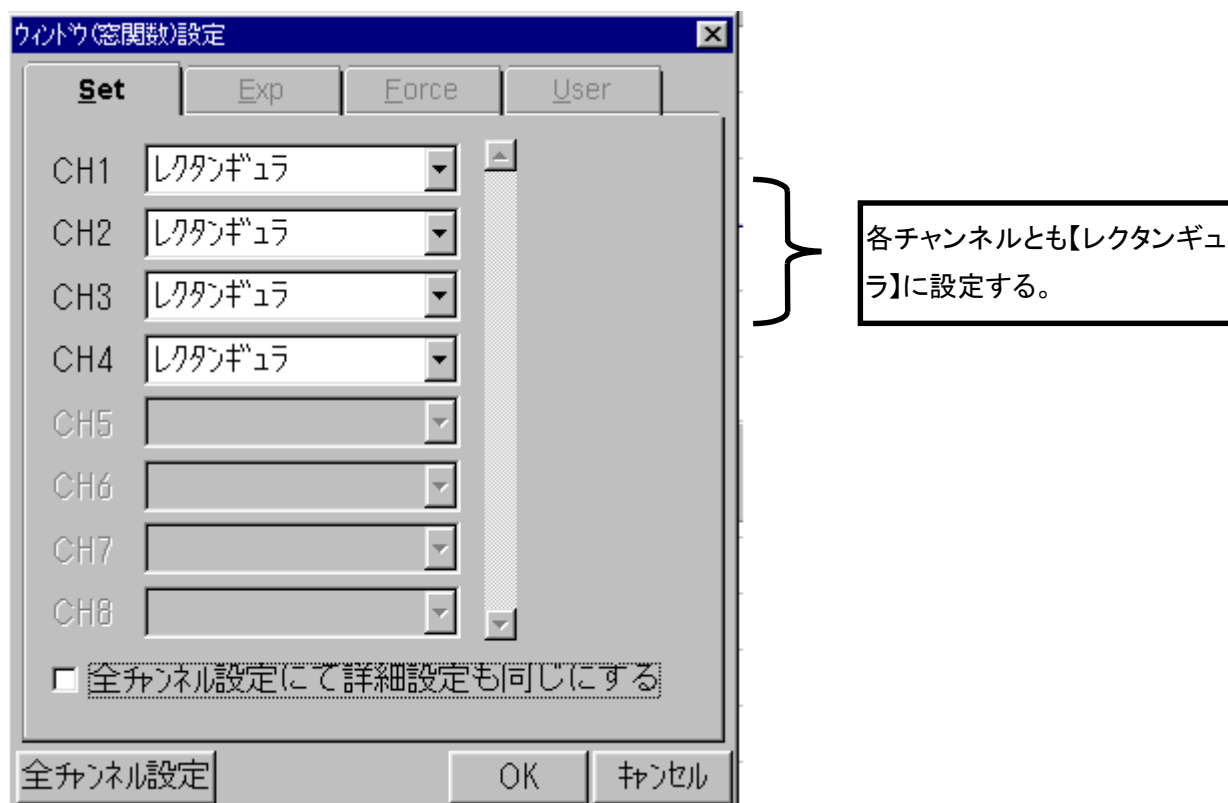 ウィンドウ(窓関数)設定
Set Exp Force User
CH1 レクタンギュラ
CH2 レクタンギュラ
CH3 レクタンギュラ
CH4 レクタンギュラ
CH5
CH6
CH7
CH8
全チャンネル設定にて詳細設定も同じにする
全チャンネル設定 OK キャンセル
各チャンネルとも【レクタンギュ
ラ】に設定する。